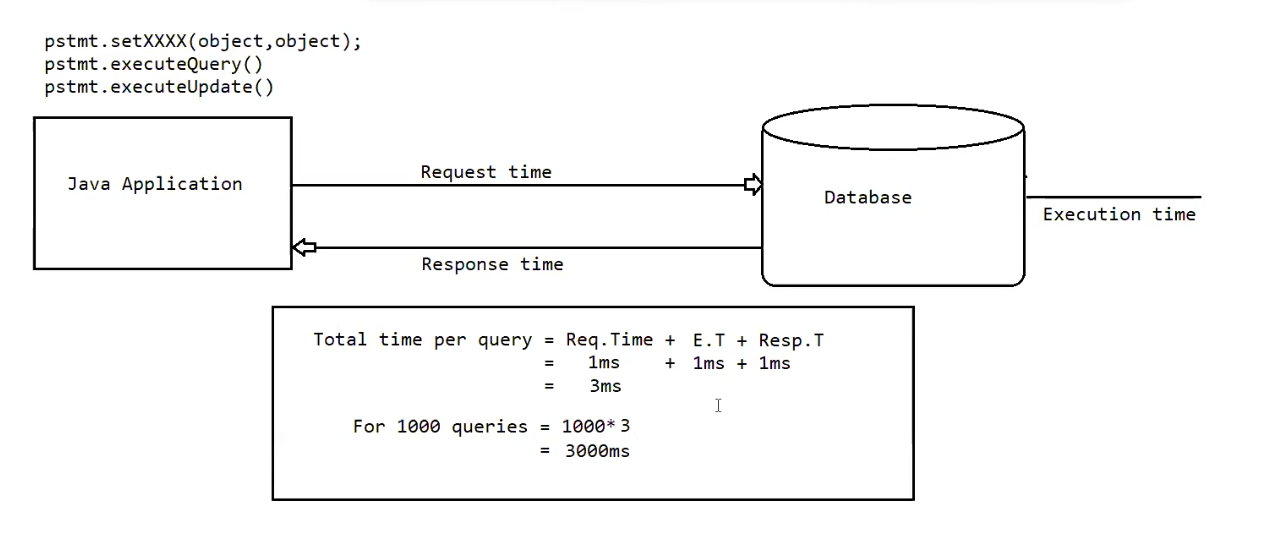 pstmt.setXXXX(object,object);
pstmt.executeQuery()
pstmt.executeUpdate()
Java Application
Request time
Response time
Database
Execution time
Total time per query = Req.Time + E.T + Resp.T
= 1ms + 1ms + 1ms
= 3ms
For 1000 queries = 1000*3
= 3000ms